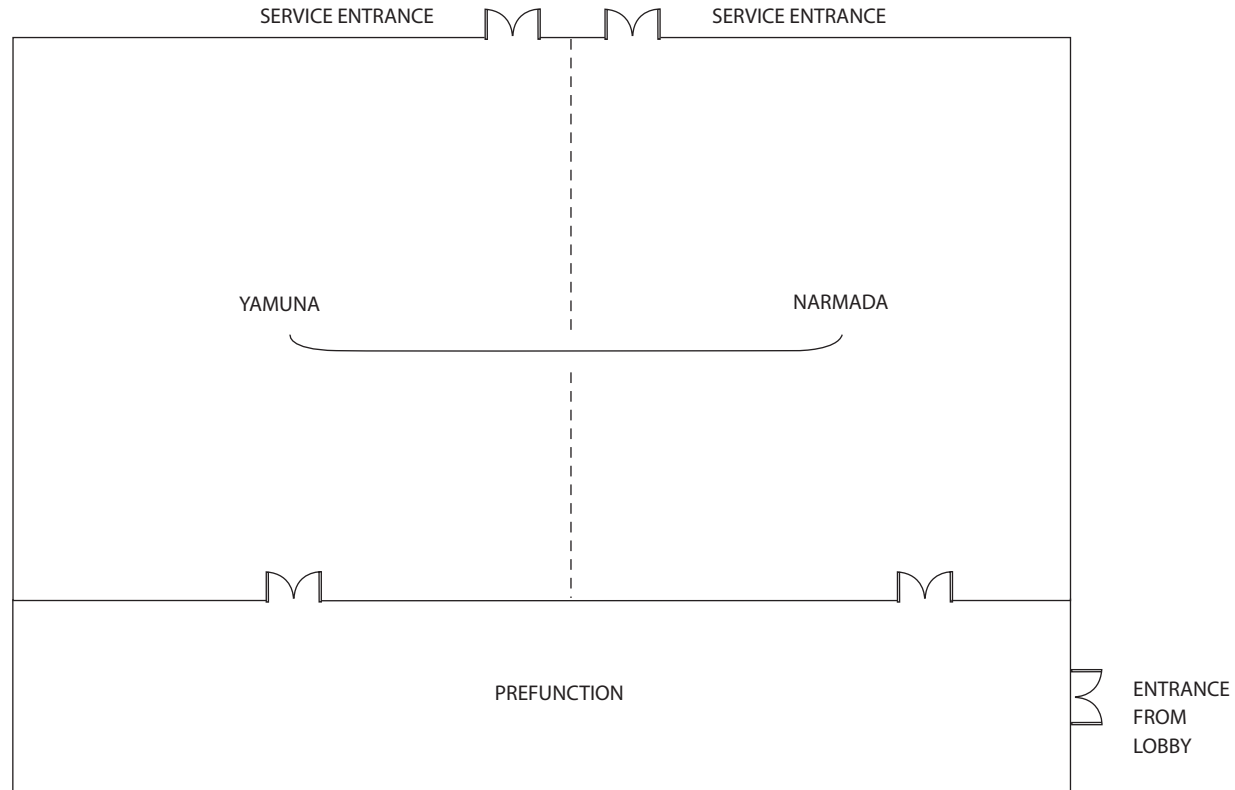 SERVICE ENTRANCE
SERVICE ENTRANCE
YAMUNA
NARMADA
PREFUNCTION
ENTRANCE
FROM
LOBBY